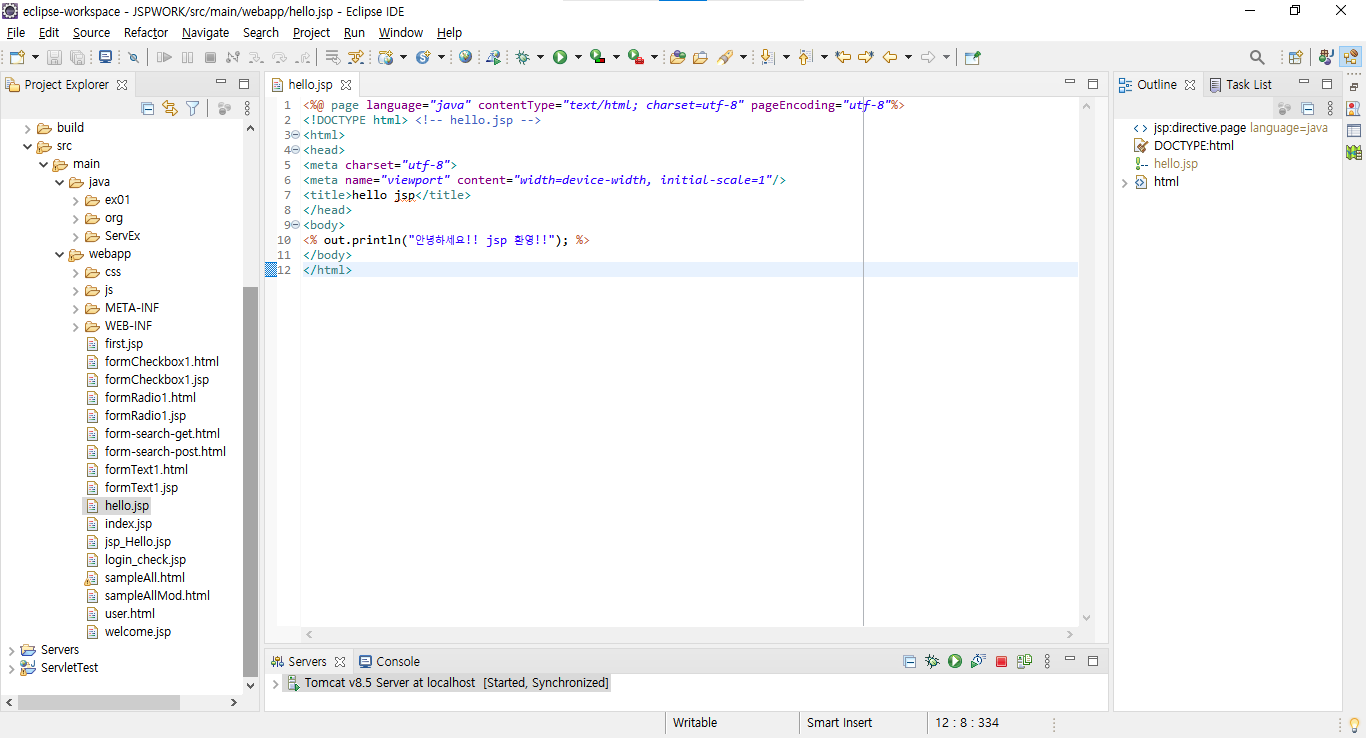 eclipse-workspace - JSPWORK/src/main/webapp/hello.jsp - Eclipse IDE
File Edit Source Refactor Navigate Search Project Run Window Help
Project Explorer
build
src
main
java
ex01
org
ServEx
webapp
css
js
META-INF
WEB-INF
first.jsp
formCheckbox1.html
formCheckbox1.jsp
formRadio1.html
formRadio1.jsp
form-search-get.html
form-search-post.html
formText1.html
formText1.jsp
hello.jsp
index.jsp
jsp_Hello.jsp
login_check.jsp
sampleAll.html
sampleAllMod.html
user.html
welcome.jsp
Servers
ServletTest
hello.jsp
1 <%@ page language="java" contentType="text/html; charset=utf-8" pageEncoding="utf-8"%>
2 <!DOCTYPE html> <!-- hello.jsp -->
3 <html>
4 <head>
5 <meta charset="utf-8">
6 <meta name="viewport" content="width=device-width, initial-scale=1"/>
7 <title>hello jsp</title>
8 </head>
9 <body>
10 <% out.println("안녕하세요!! jsp 환영!!"); %>
11 </body>
12 </html>
Outline Task List
jsp:directive.page language=java
DOCTYPE:html
hello.jsp
html
Servers Console
Tomcat v8.5 Server at localhost [Started, Synchronized]
Writable Smart Insert 12 : 8 : 334